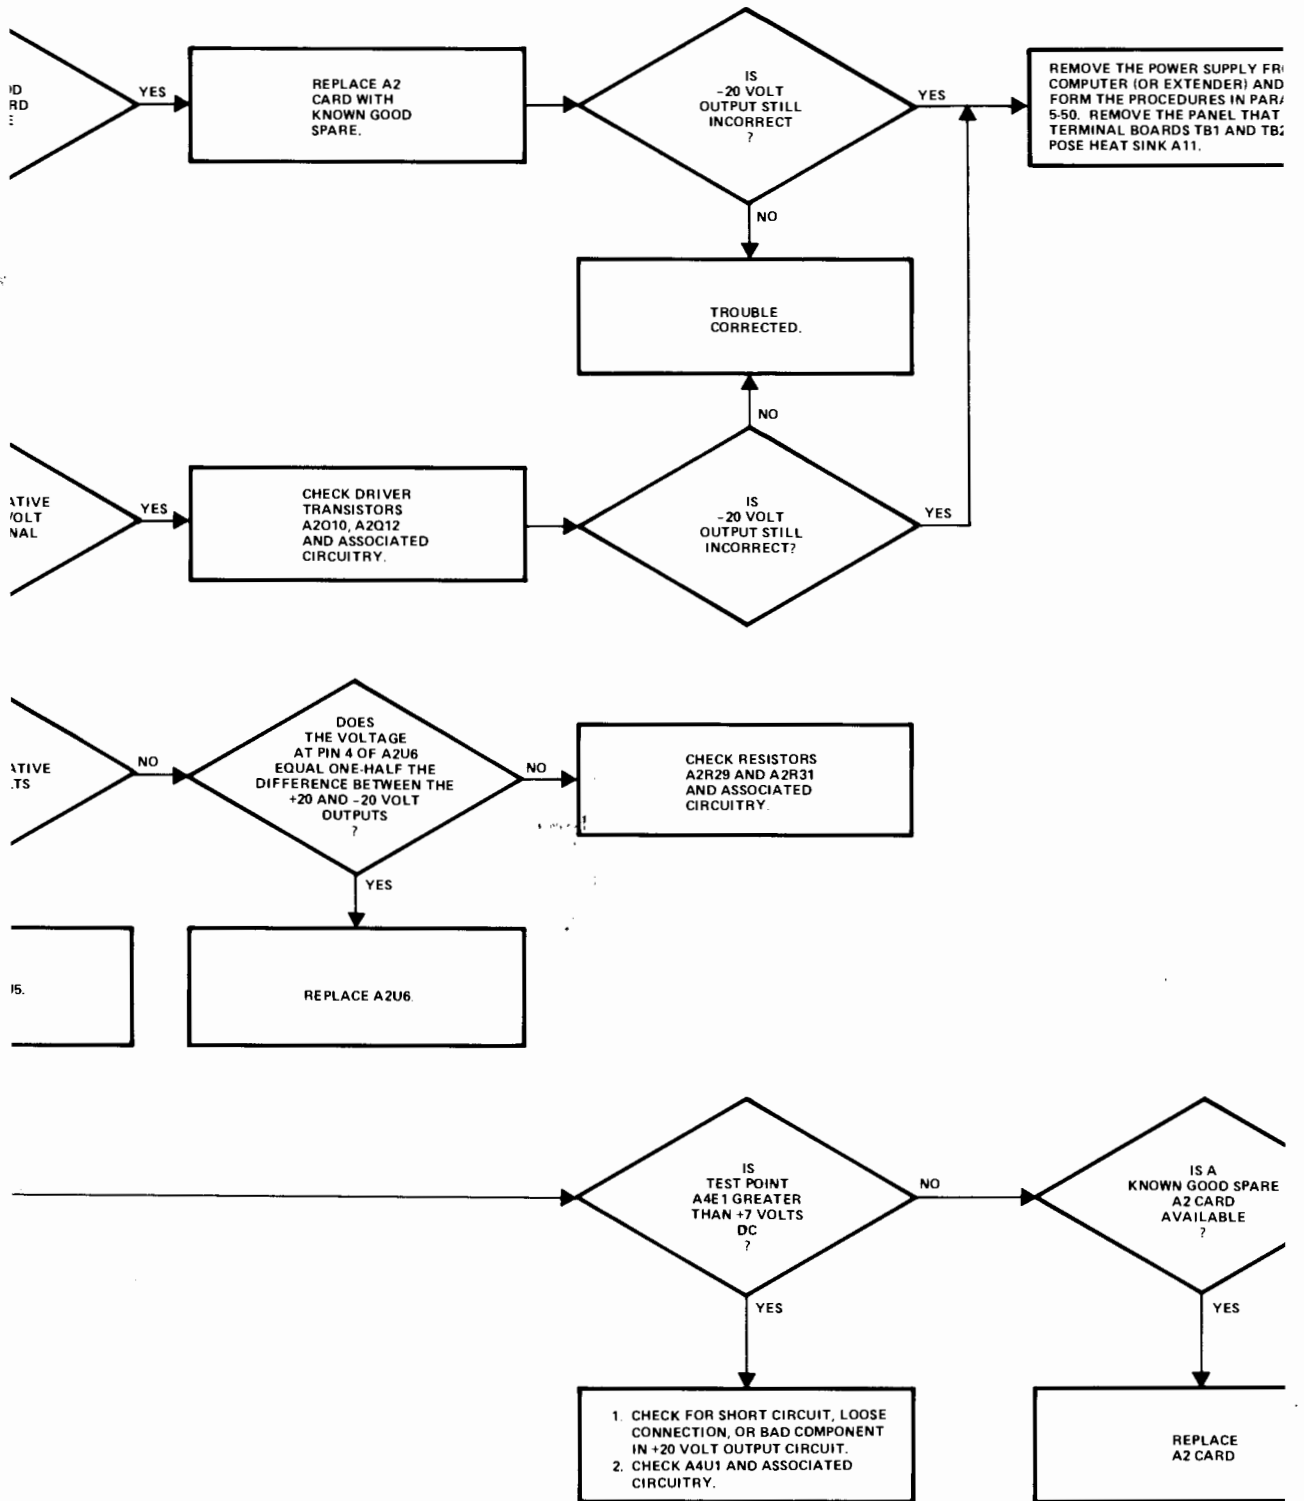 YES
REPLACE A2
CARD WITH
KNOWN GOOD
SPARE.
IS
-20 VOLT
OUTPUT STILL
INCORRECT
?
YES
REMOVE THE POWER SUPPLY
COMPUTER (OR EXTENDER) AND
FORM THE PROCEDURES IN
5-50. REMOVE THE PANEL THAT
TERMINAL BOARDS TB1 AND TB2
POSE HEAT SINK A11.
NO
TROUBLE
CORRECTED.
NO
YES
CHECK DRIVER
TRANSISTORS
A2Q10, A2Q12
AND ASSOCIATED
CIRCUITRY.
IS
-20 VOLT
OUTPUT STILL
INCORRECT?
YES
NO
DOES
THE VOLTAGE
AT PIN 4 OF A2U6
EQUAL ONE-HALF THE
DIFFERENCE BETWEEN THE
+20 AND -20 VOLT
OUTPUTS
?
NO
CHECK RESISTORS
A2R29 AND A2R31
AND ASSOCIATED
CIRCUITRY.
YES
REPLACE A2U6.
IS
TEST POINT
A4E1 GREATER
THAN +7 VOLTS
DC
?
NO
IS A
KNOWN GOOD SPARE
A2 CARD
AVAILABLE
?
YES
YES
1. CHECK FOR SHORT CIRCUIT, LOOSE
CONNECTION, OR BAD COMPONENT
IN +20 VOLT OUTPUT CIRCUIT.
2. CHECK A4U1 AND ASSOCIATED
CIRCUITRY.
REPLACE
A2 CARD